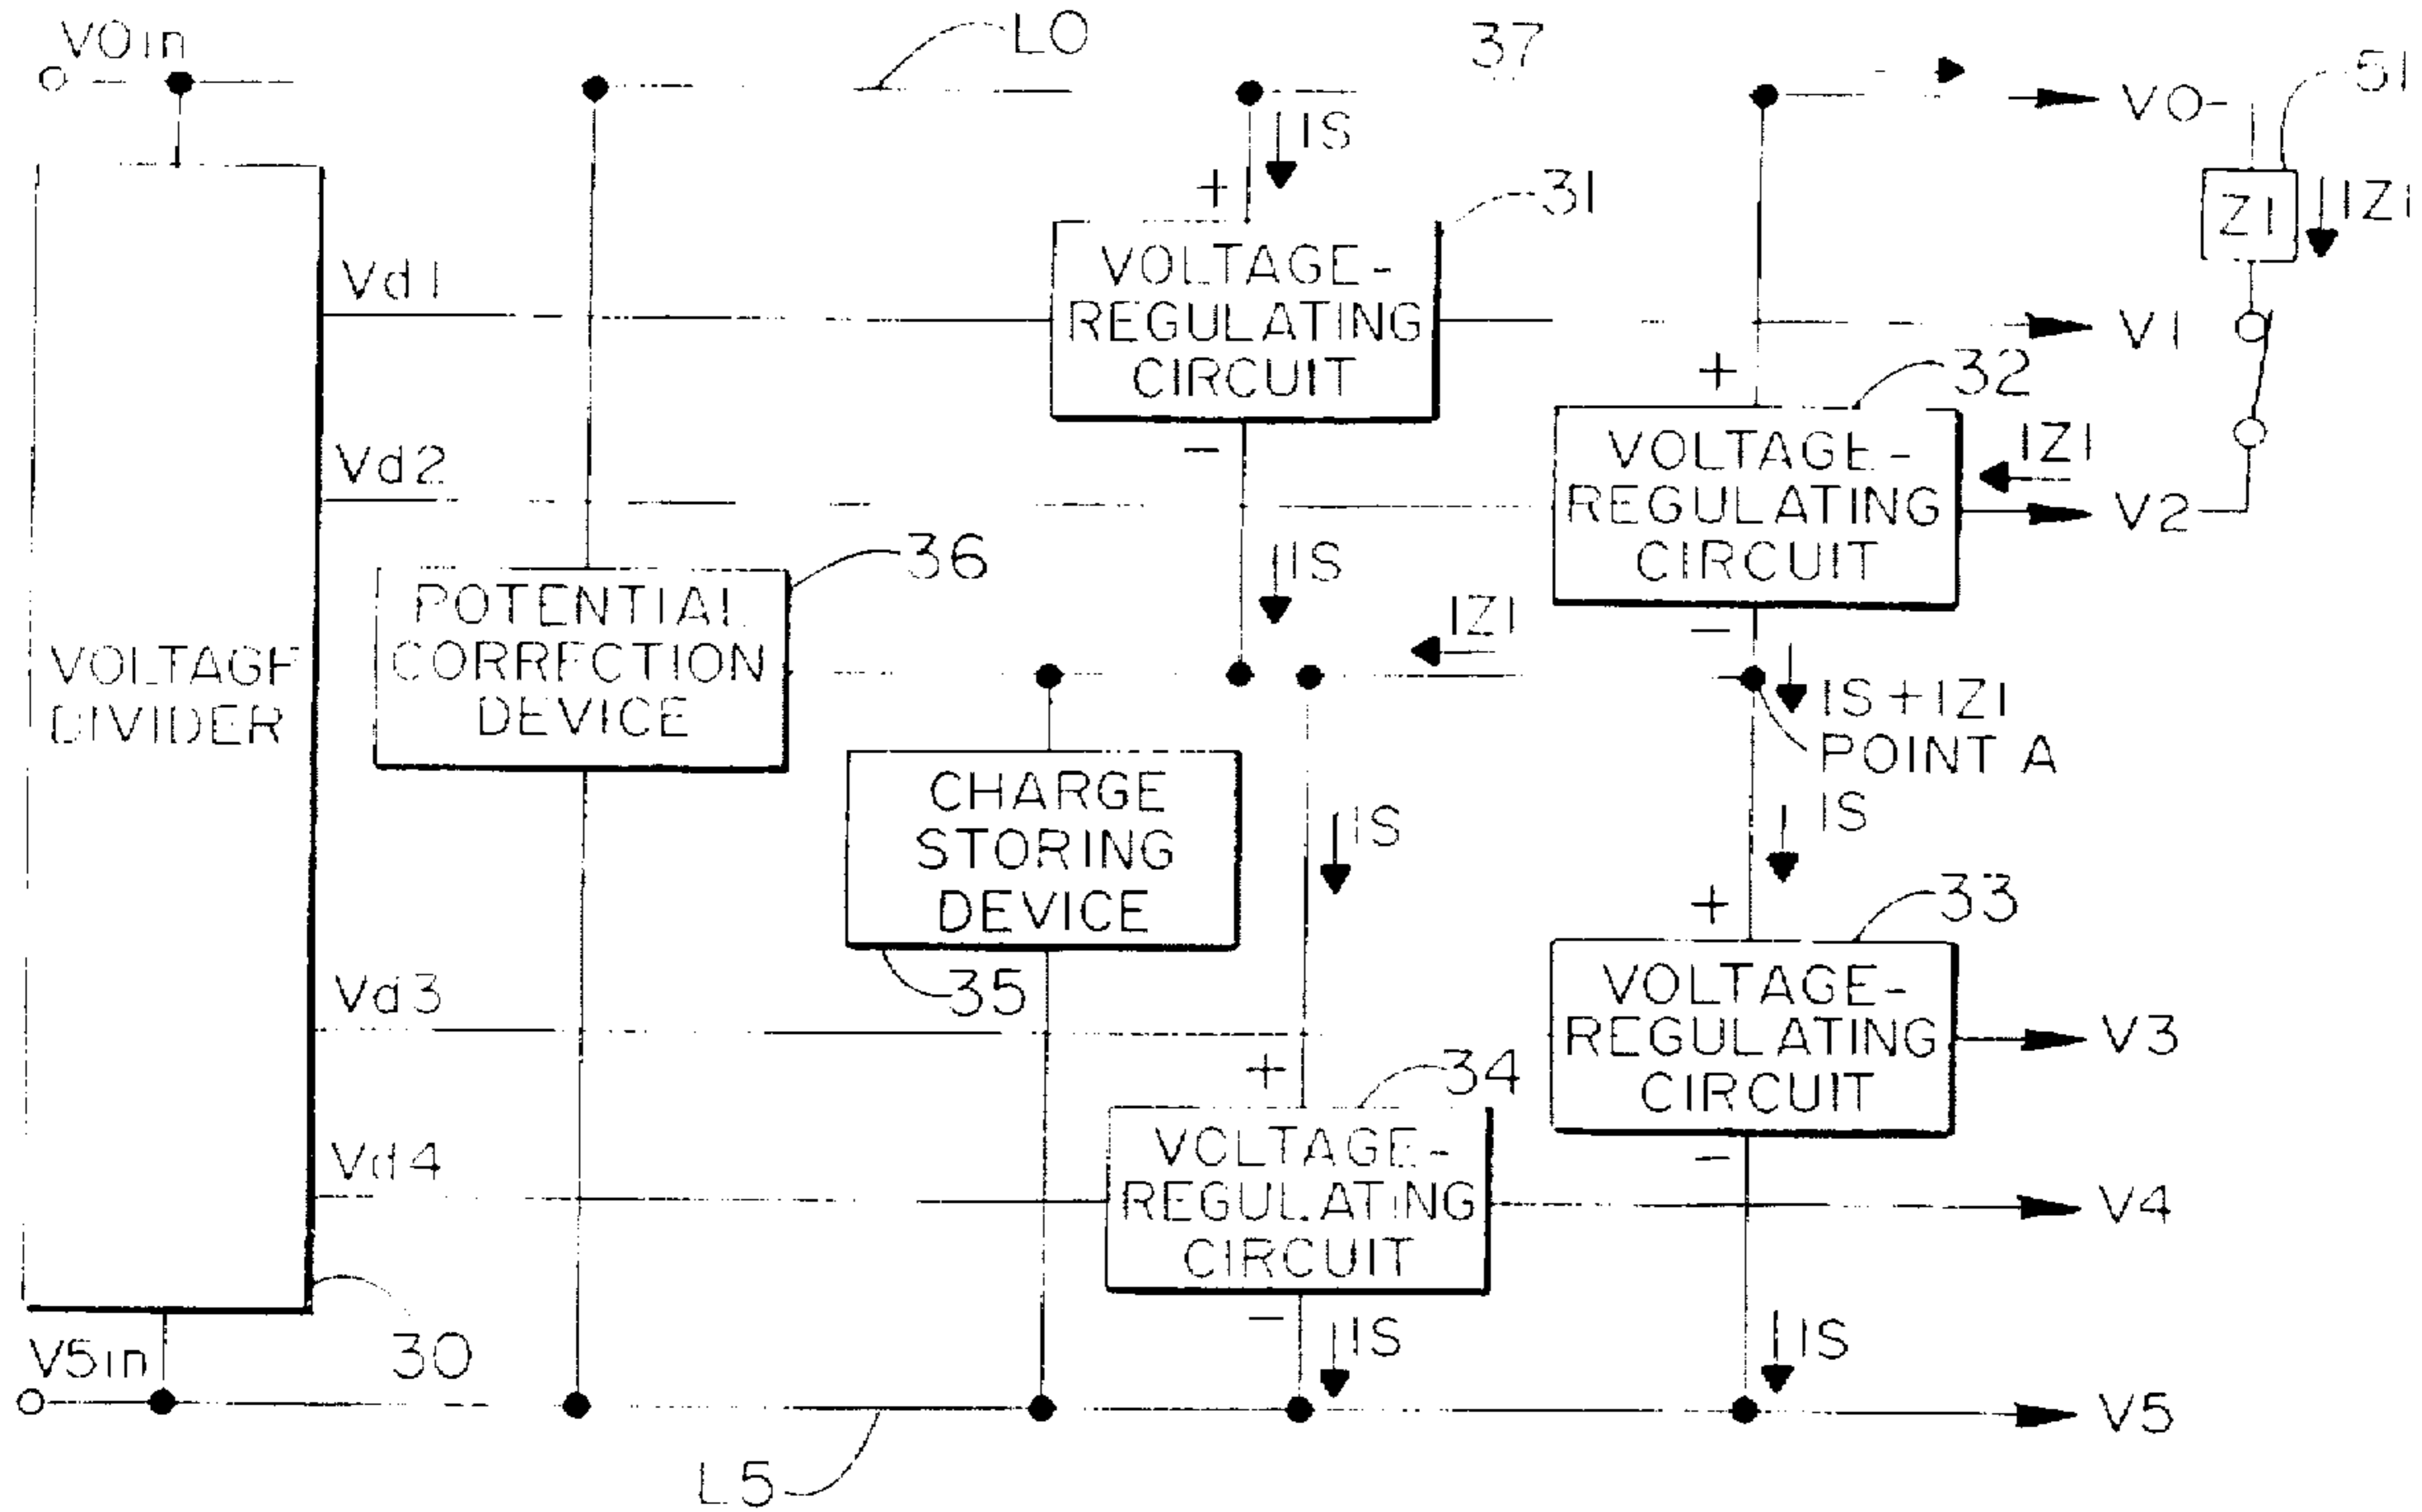 V0in
L0
37
51
IS
V0
+
31
Z1
IZ1
VOLTAGE-
REGULATING
CIRCUIT
Vd1
V1
+
32
-
Vd2
VOLTAGE-
REGULATING
CIRCUIT
IZ1
V2
36
IS
IZ1
-
POTENTIAL
CORRECTION
DEVICE
VOLTAGE
DIVIDER
IS+IZ1
POINT A
IS
CHARGE
STORING
DEVICE
IS
35
+
33
Vd3
VOLTAGE-
REGULATING
CIRCUIT
V3
+
34
-
Vd4
VOLTAGE-
REGULATING
CIRCUIT
V4
30
-
IS
IS
V5in
V5
L5